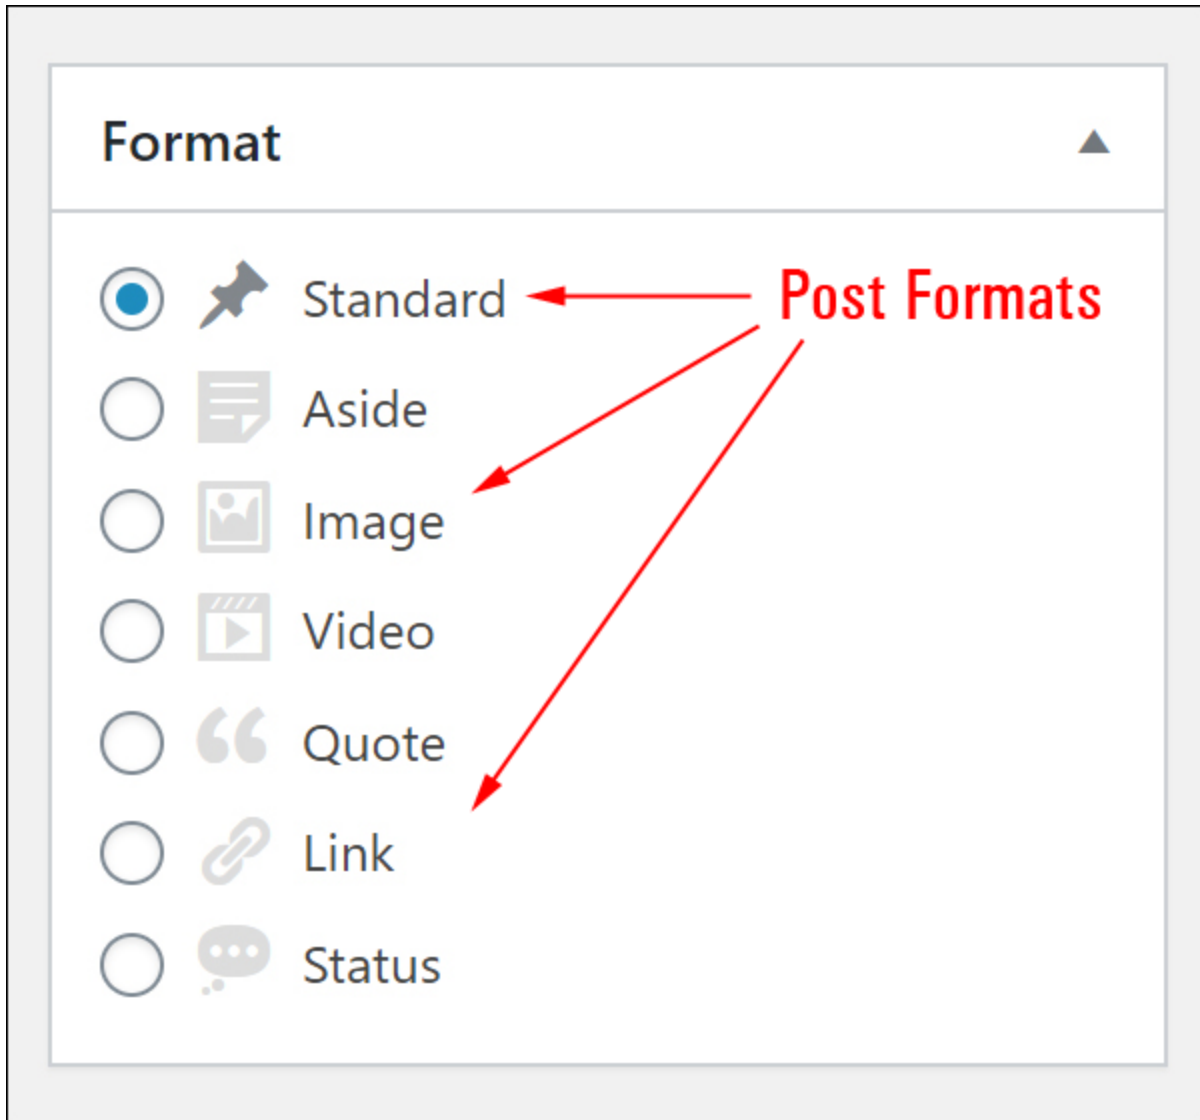 Format
Standard
Post Formats
Aside
Image
Video
Quote
Link
Status